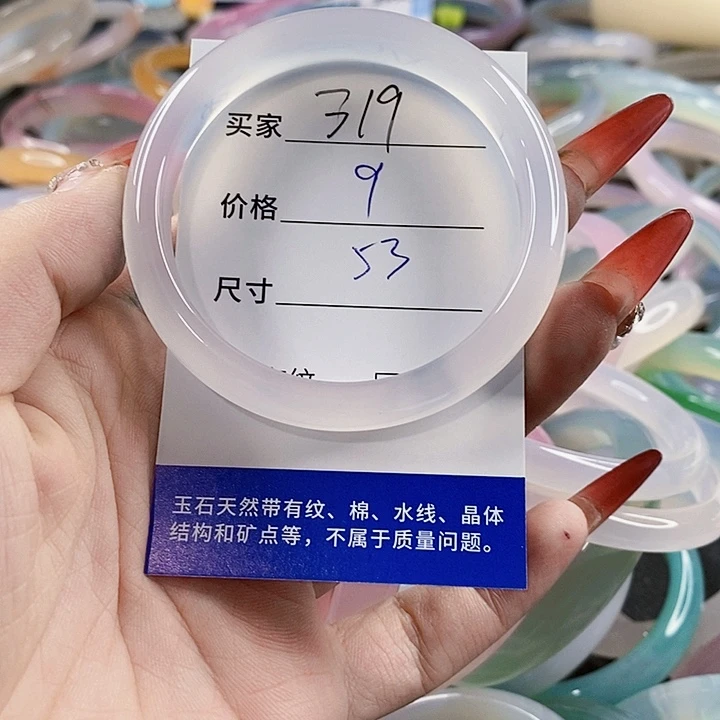 买家 319
价格 9
尺寸 53
纹
玉石天然带有纹、棉、水线、晶体
结构和矿点等，不属于质量问题。